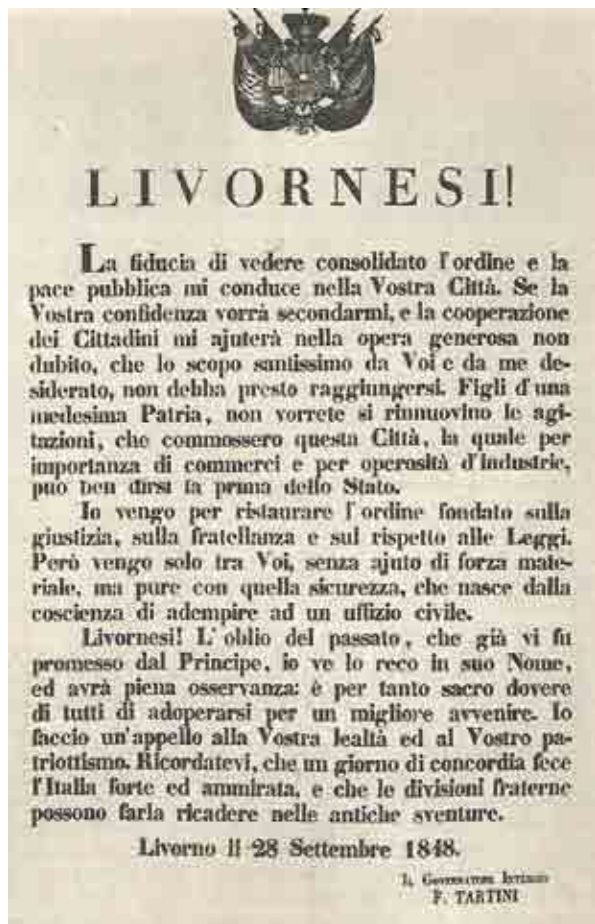 LIVORNESI!
La fiducia di vedere consolidato l'ordine e la
pace pubblica mi conduce nella Vostra Città. Se la
Vostra confidenza vorrà secondarmi, e la cooperazione
dei Cittadini mi ajuterà nella opera generosa non
dubito, che lo scopo santissimo da Voi e da me de-
siderato, non debba presto raggiungersi. Figli d'una
medesima Patria, non vorrete si rinnuovino le agi-
tazioni, che commossero questa Città, la quale per
importanza di commerci e per operosità d'industrie,
può ben dirsi la prima dello Stato.
Io vengo per ristaurare l'ordine fondato sulla
giustizia, sulla fratellanza e sul rispetto alle Leggi.
Però vengo solo tra Voi, senza ajuto di forza mate-
riale, ma pure con quella sicurezza, che nasce dalla
coscienza di adempire ad un uffizio civile.
Livornesi! L'oblio del passato, che già vi fu
promesso dal Principe, io ve lo reco in suo Nome,
ed avrà piena osservanza: è per tanto sacro dovere
di tutti di adoperarsi per un migliore avvenire. Io
faccio un'appello alla Vostra lealtà ed al Vostro pa-
triottismo. Ricordatevi, che un giorno di concordia fece
l'Italia forte ed ammirata, e che le divisioni fraterne
possono farla ricadere nelle antiche sventure.
Livorno li 28 Settembre 1848.
IL GOVERNATORE INTERINO
F. TARTINI